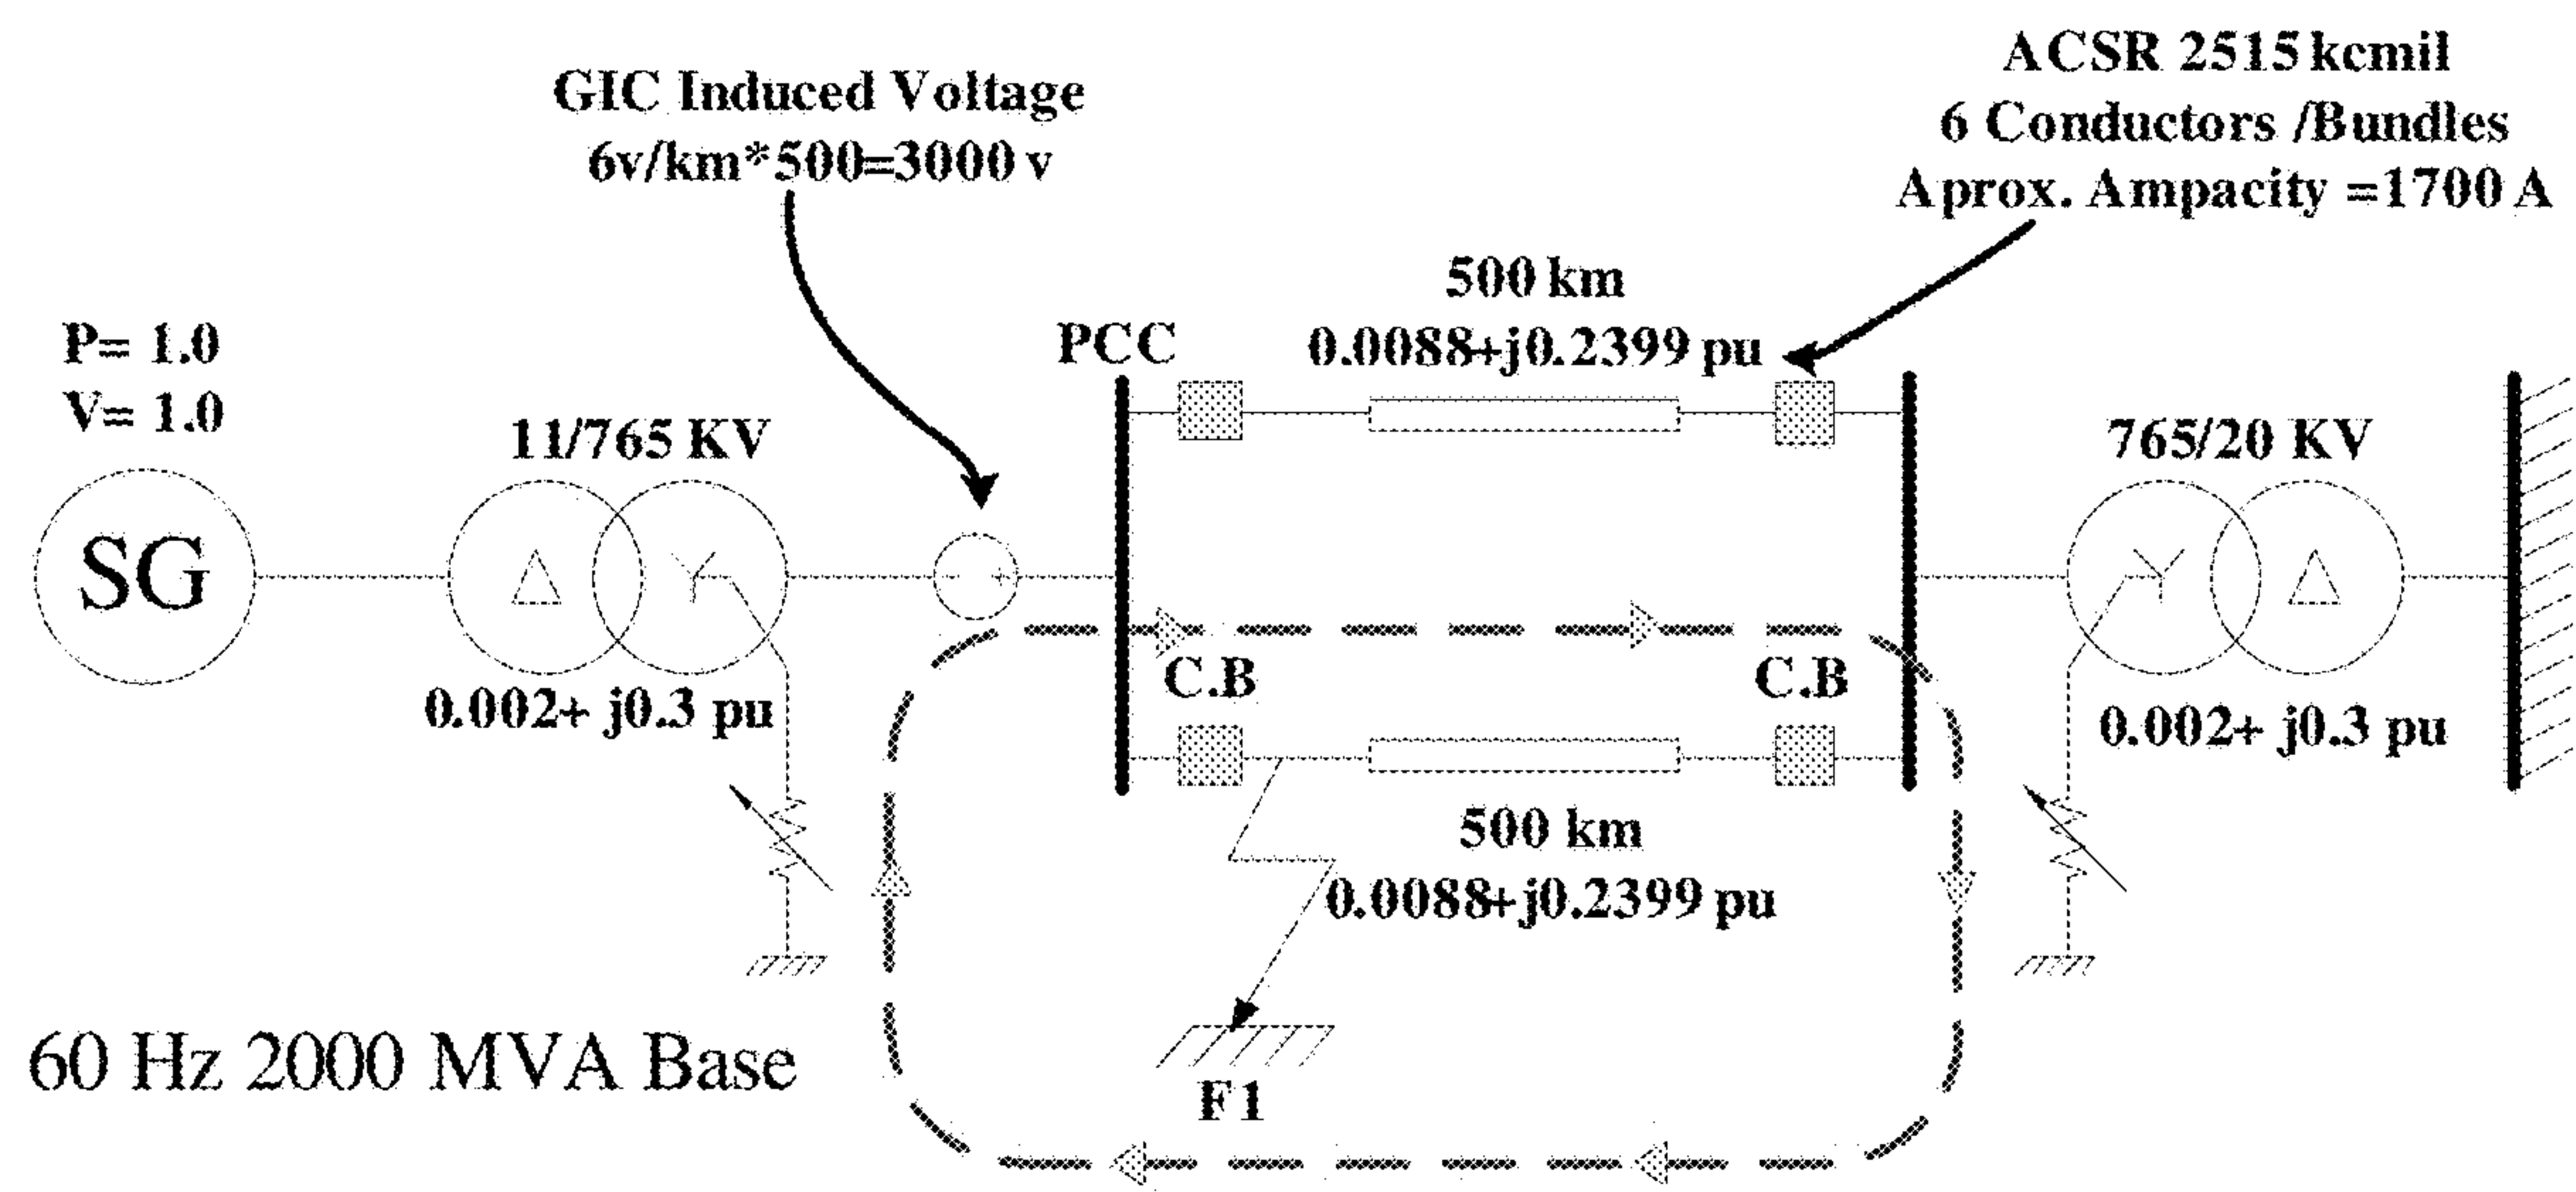 GIC Induced Voltage
6v/km*500=3000 v
ACSR 2515 kcmil
6 Conductors /Bundles
Aprox. Ampacity =1700 A
P= 1.0
V= 1.0
SG
11/765 KV
0.002+ j0.3 pu
PCC
500 km
0.0088+j0.2399 pu
765/20 KV
0.002+ j0.3 pu
- +
C.B
C.B
500 km
0.0088+j0.2399 pu
F1
60 Hz 2000 MVA Base